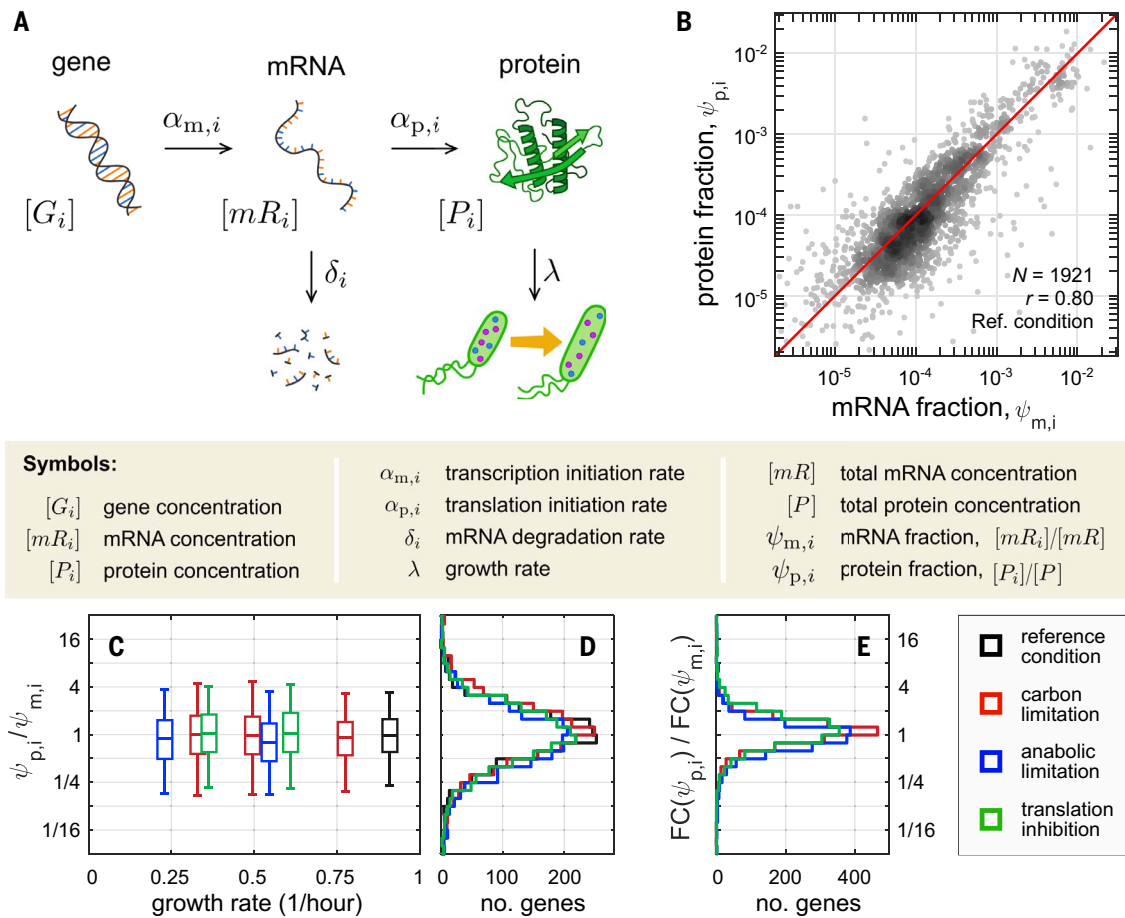 A
gene
mRNA
protein
α_m,i
α_p,i
[G_i]
[mR_i]
[P_i]
δ_i
λ
B
protein fraction, ψ_p,i
10^-2
10^-3
10^-4
10^-5
N = 1921
r = 0.80
Ref. condition
10^-5 10^-4 10^-3 10^-2
mRNA fraction, ψ_m,i
Symbols:
[G_i] gene concentration
[mR_i] mRNA concentration
[P_i] protein concentration
α_m,i transcription initiation rate
α_p,i translation initiation rate
δ_i mRNA degradation rate
λ growth rate
[mR] total mRNA concentration
[P] total protein concentration
ψ_m,i mRNA fraction, [mR_i]/[mR]
ψ_p,i protein fraction, [P_i]/[P]
C
ψ_p,i/ψ_m,i
16
4
1
1/4
1/16
0 0.25 0.5 0.75 1
growth rate (1/hour)
D
0 100 200
no. genes
E
FC(ψ_p,i) / FC(ψ_m,i)
16
4
1
1/4
1/16
0 200 400
no. genes
reference
condition
carbon
limitation
anabolic
limitation
translation
inhibition